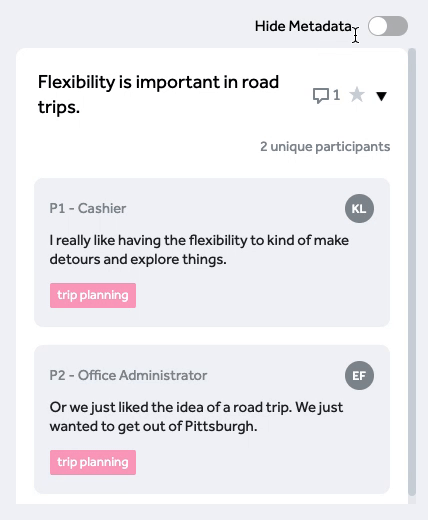 Hide Metadata
Flexibility is important in road
trips.
1
2 unique participants
P1 - Cashier
KL
I really like having the flexibility to kind of make
detours and explore things.
trip planning
P2 - Office Administrator
EF
Or we just liked the idea of a road trip. We just
wanted to get out of Pittsburgh.
trip planning